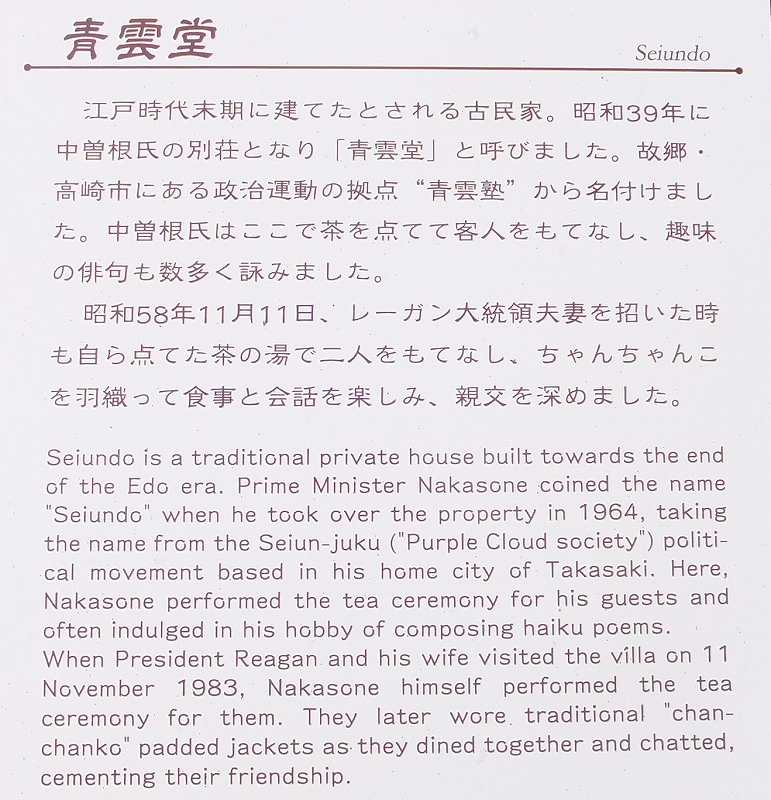 青雲堂
Seiundo
江戸時代末期に建てたとされる古民家。昭和39年に
中曽根氏の別荘となり「青雲堂」と呼びました。故郷・
高崎市にある政治運動の拠点“青雲塾”から名付けまし
た。中曽根氏はここで茶を点てて客人をもてなし、趣味
の俳句も数多く詠みました。
昭和58年11月11日、レーガン大統領夫妻を招いた時
も自ら点てた茶の湯で二人をもてなし、ちゃんちゃんこ
を羽織って食事と会話を楽しみ、親交を深めました。
Seiundo is a traditional private house built towards the end
of the Edo era. Prime Minister Nakasone coined the name
"Seiundo" when he took over the property in 1964, taking
the name from the Seiun-juku ("Purple Cloud society") politi-
cal movement based in his home city of Takasaki. Here,
Nakasone performed the tea ceremony for his guests and
often indulged in his hobby of composing haiku poems.
When President Reagan and his wife visited the villa on 11
November 1983, Nakasone himself performed the tea
ceremony for them. They later wore traditional "chan-
chanko" padded jackets as they dined together and chatted,
cementing their friendship.